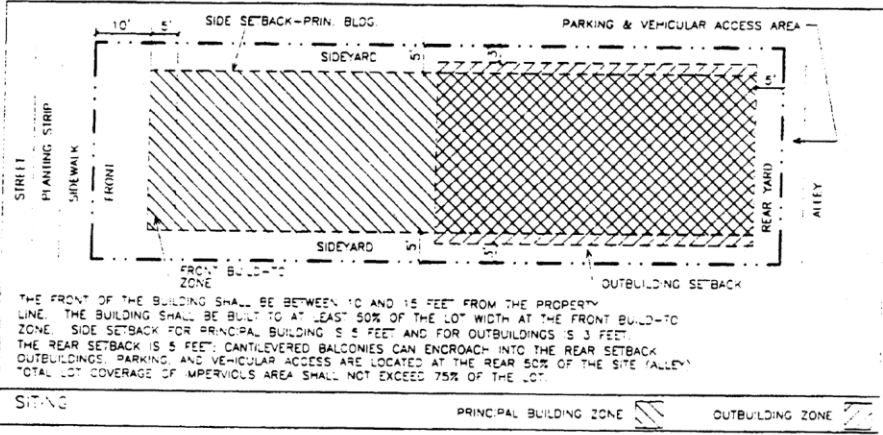 10' 5' SIDE SETBACK-PRIN. BLDG. PARKING & VEHICULAR ACCESS AREA
SIDEYARD 5' 3'
5'
STREET
PLANTING STRIP
SIDEWALK
FRONT
REAR YARD
ALLEY
SIDEYARD 5' 3'
FRONT BUILD-TO
ZONE
OUTBUILDING SETBACK
THE FRONT OF THE BUILDING SHALL BE BETWEEN 10 AND 15 FEET FROM THE PROPERTY
LINE. THE BUILDING SHALL BE BUILT TO AT LEAST 50% OF THE LOT WIDTH AT THE FRONT BUILD-TO
ZONE. SIDE SETBACK FOR PRINCIPAL BUILDING IS 5 FEET AND FOR OUTBUILDINGS IS 3 FEET.
THE REAR SETBACK IS 5 FEET; CANTILEVERED BALCONIES CAN ENCROACH INTO THE REAR SETBACK
OUTBUILDINGS, PARKING, AND VEHICULAR ACCESS ARE LOCATED AT THE REAR 50% OF THE SITE (ALLEY)
TOTAL LOT COVERAGE OF IMPERVIOUS AREA SHALL NOT EXCEED 75% OF THE LOT.
SITING
PRINCIPAL BUILDING ZONE OUTBUILDING ZONE